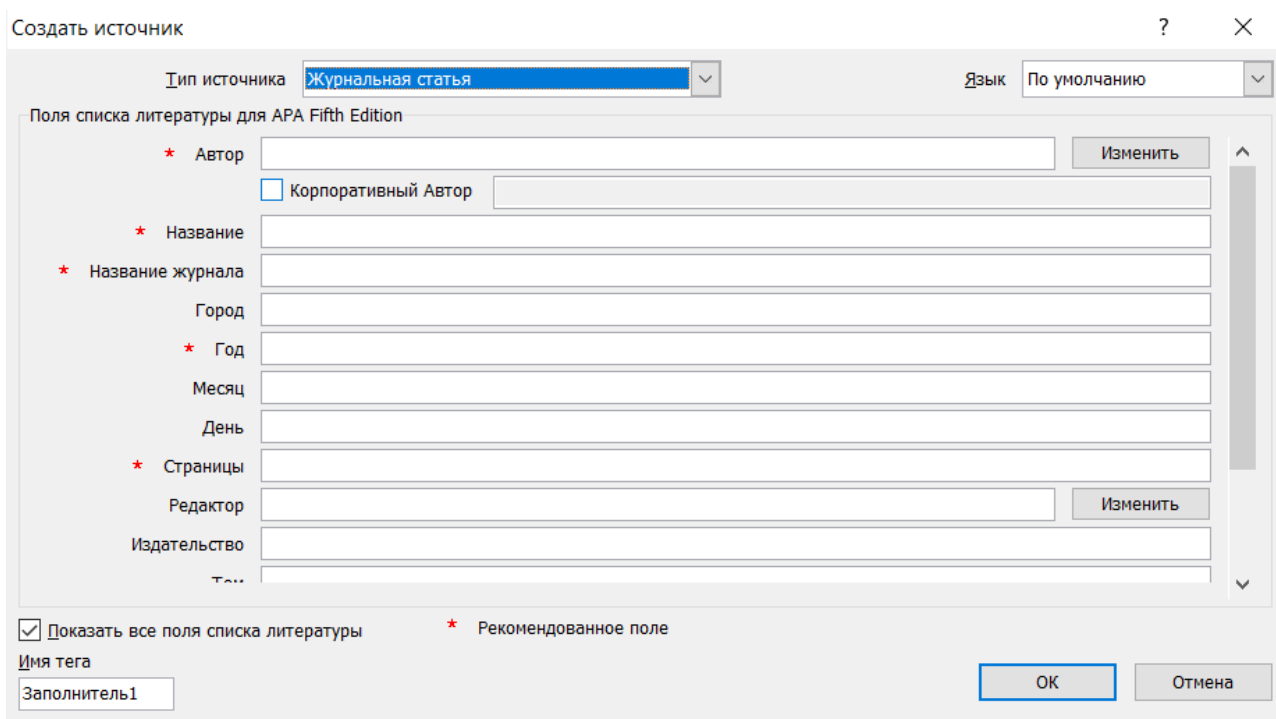 Создать источник ?
Тип источника Журнальная статья Язык По умолчанию
Поля списка литературы для APA Fifth Edition
* Автор Изменить
Корпоративный Автор
* Название
* Название журнала
Город
* Год
Месяц
День
* Страницы
Редактор Изменить
Издательство
Том
Показать все поля списка литературы * Рекомендованное поле
Имя тега
Заполнитель1 ОК Отмена